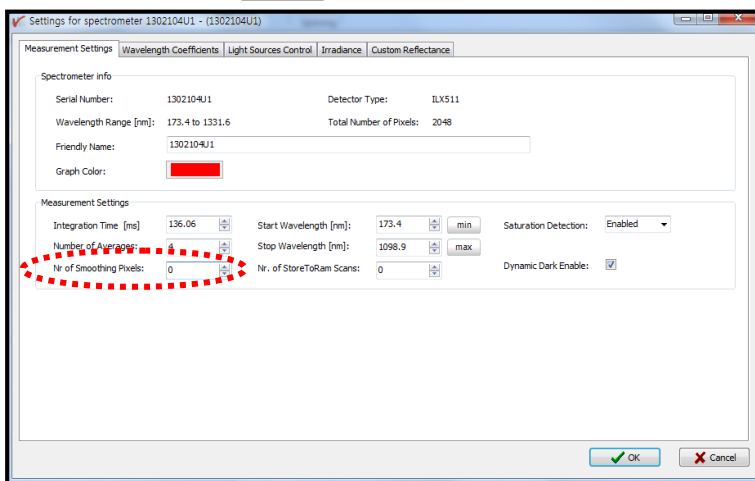 Settings for spectrometer 1302104U1 - (1302104U1)
Measurement Settings Wavelength Coefficients Light Sources Control Irradiance Custom Reflectance
Spectrometer info
Serial Number: 1302104U1 Detector Type: ILX511
Wavelength Range [nm]: 173.4 to 1331.6 Total Number of Pixels: 2048
Friendly Name: 1302104U1
Graph Color:
Measurement Settings
Integration Time [ms] 136.06 Start Wavelength [nm]: 173.4 min Saturation Detection: Enabled
Number of Averages: 4 Stop Wavelength [nm]: 1098.9 max
Nr of Smoothing Pixels: 0 Nr. of StoreToRam Scans: 0 Dynamic Dark Enable:
OK Cancel